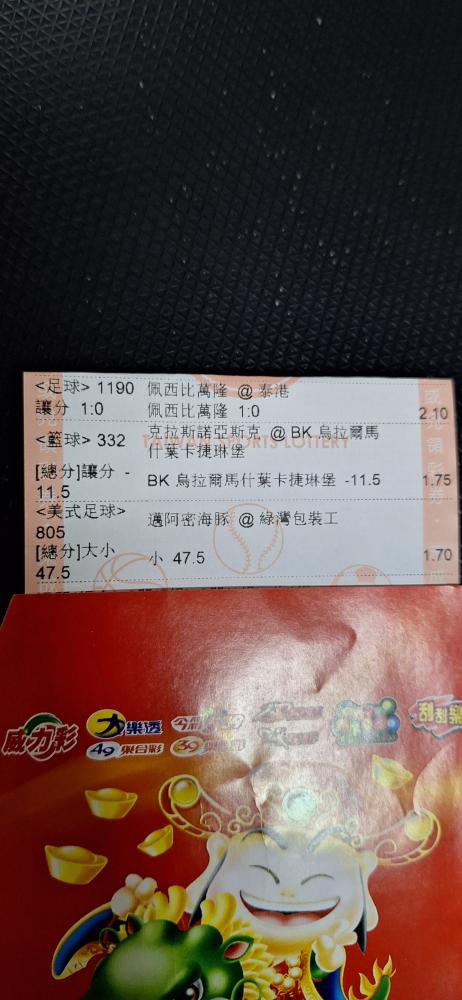 <足球> 1190 佩西比萬隆 @ 泰港
讓分 1:0 佩西比萬隆 1:0 2.10
<籃球> 332 克拉斯諾亞斯克 @ BK 烏拉爾馬
什葉卡捷琳堡
TAIWAN SPORTS LOTTERY
[總分]讓分 -
11.5 BK 烏拉爾馬什葉卡捷琳堡 -11.5 1.75
<美式足球>
805 邁阿密海豚 @ 綠灣包裝工
[總分]大小
47.5 小 47.5 1.70
威力彩 大樂透 今彩 刮刮樂
49樂合彩 39樂合彩